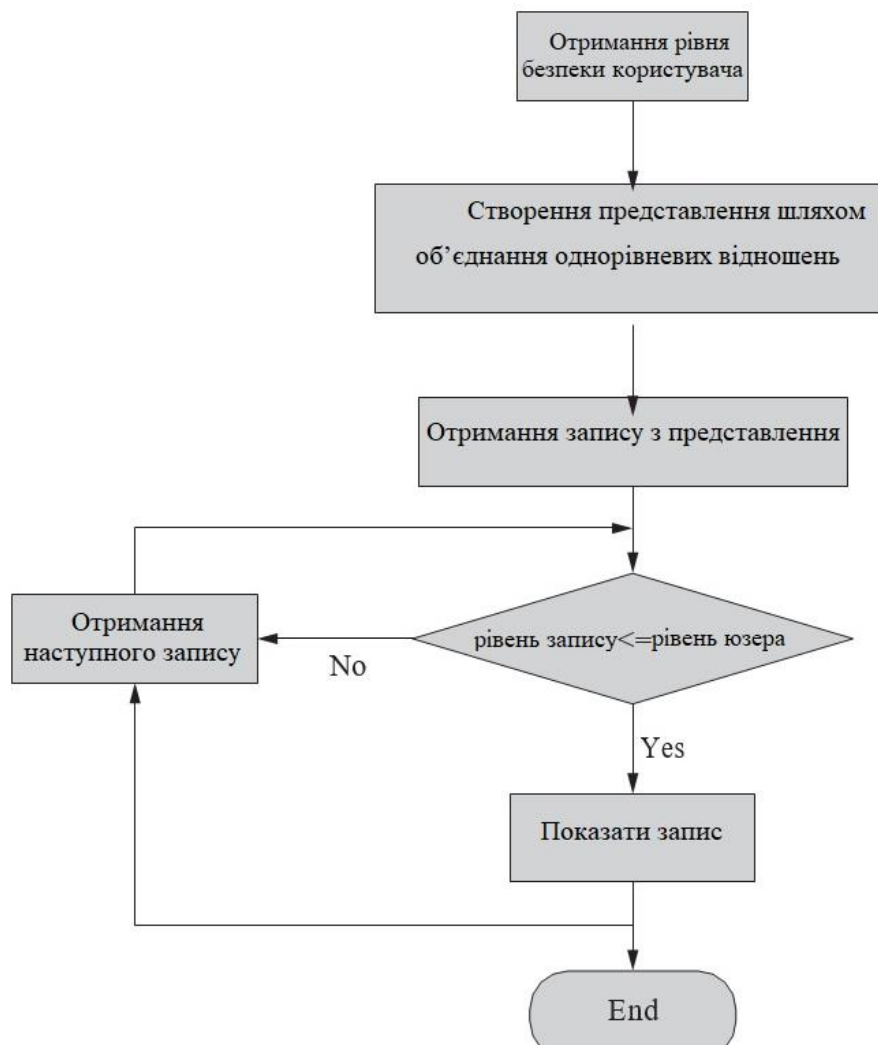 Отримання рівня
безпеки користувача
Створення представлення шляхом
об’єднання однорівневих відношень
Отримання запису з представлення
Отримання
наступного запису
рівень запису<=рівень юзера
No
Yes
Показати запис
End